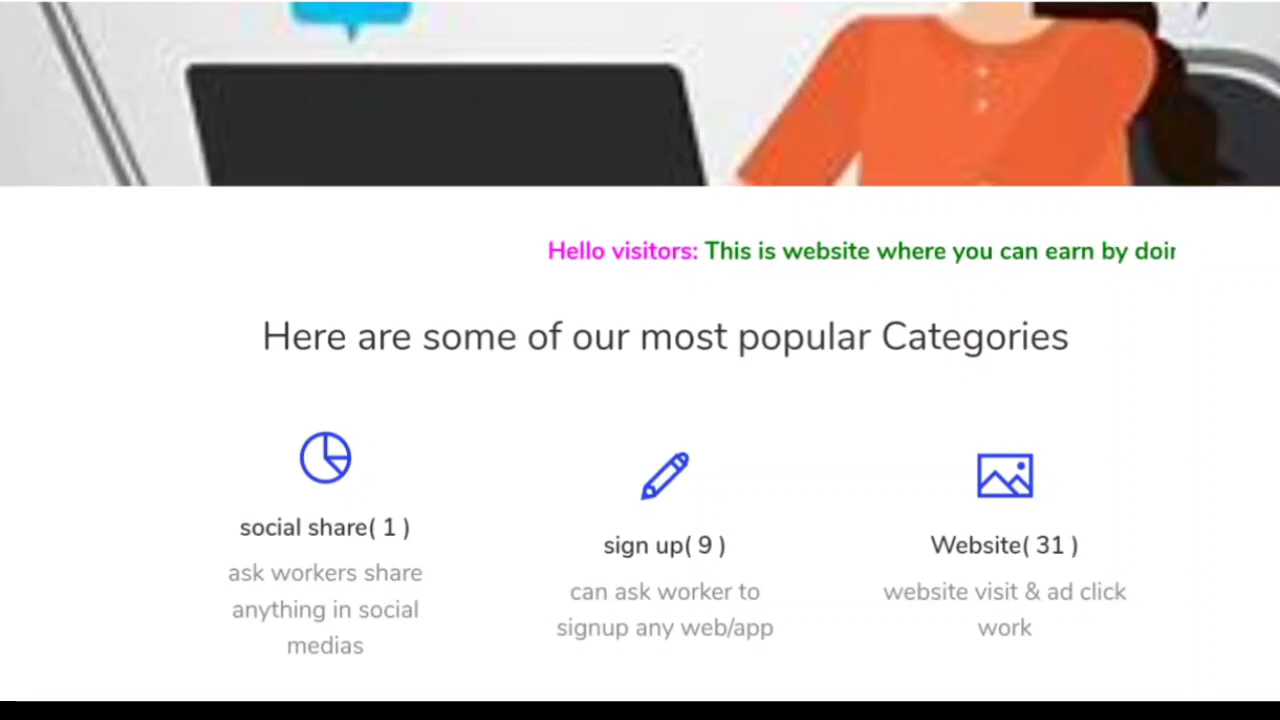 Hello visitors: This is website where you can earn by
Here are some of our most popular Categories
social share( 1 )
ask workers share
anything in social
medias
sign up( 9 )
can ask worker to
signup any web/app
Website( 31 )
website visit & ad click
work